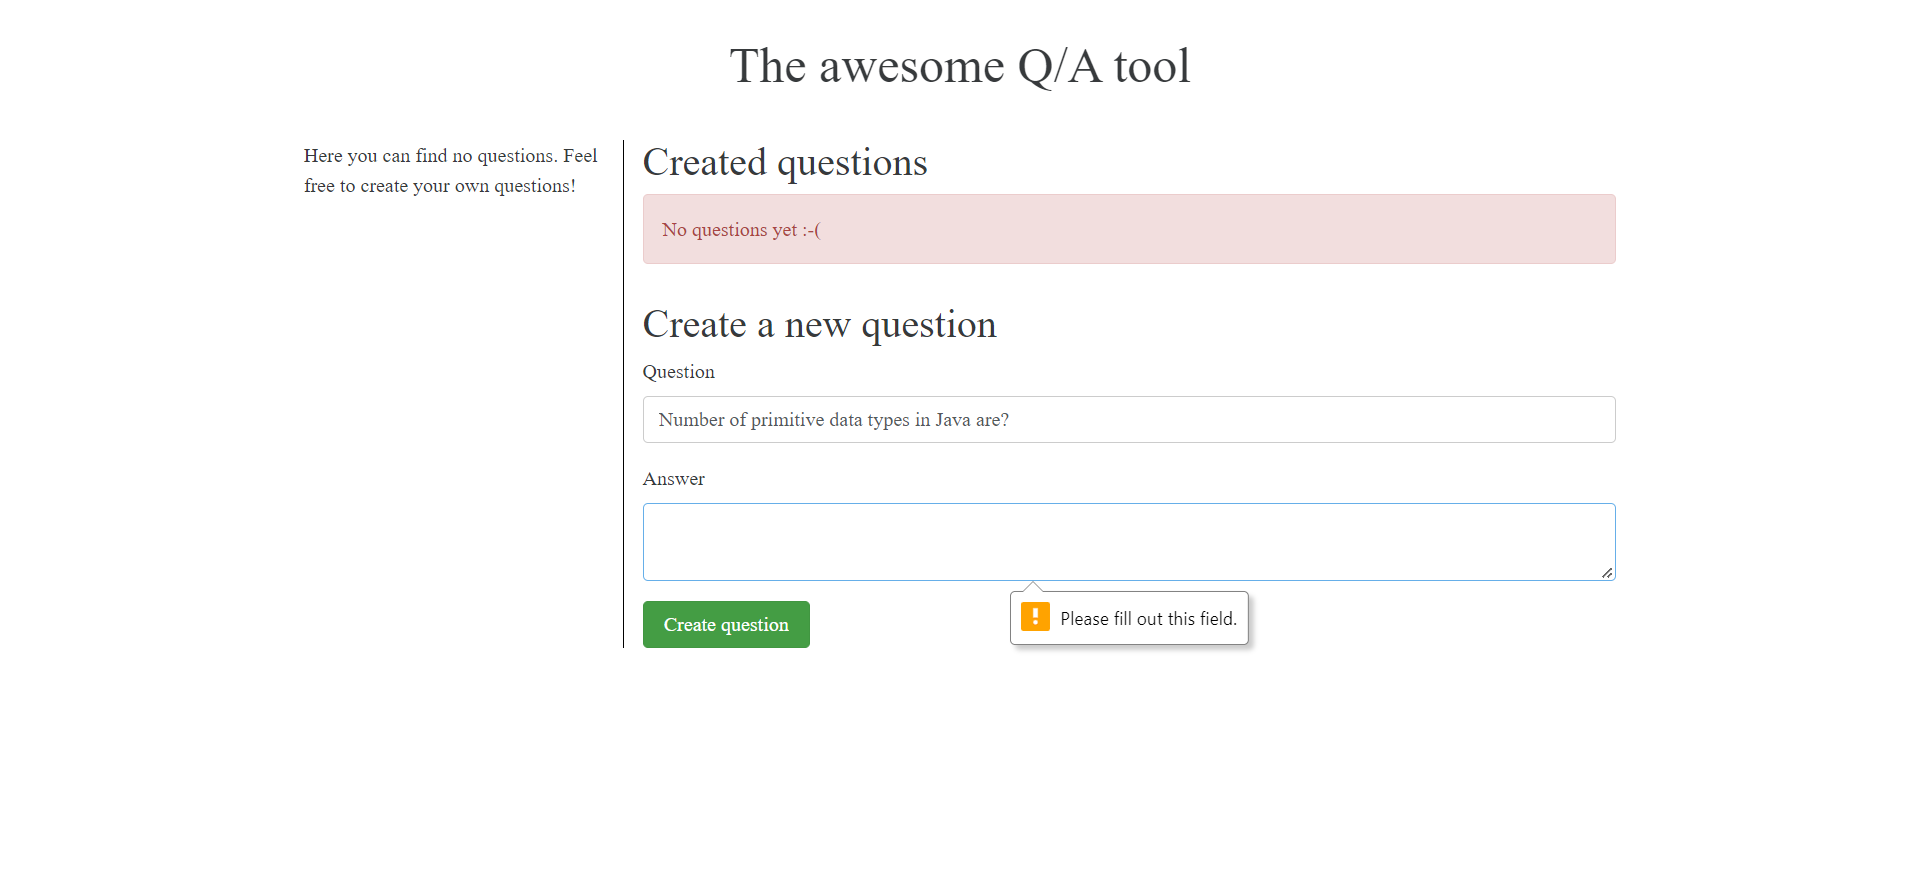 The awesome Q/A tool
Here you can find no questions. Feel
free to create your own questions!
Created questions
No questions yet :-(
Create a new question
Question
Number of primitive data types in Java are?
Answer
Please fill out this field.
Create question